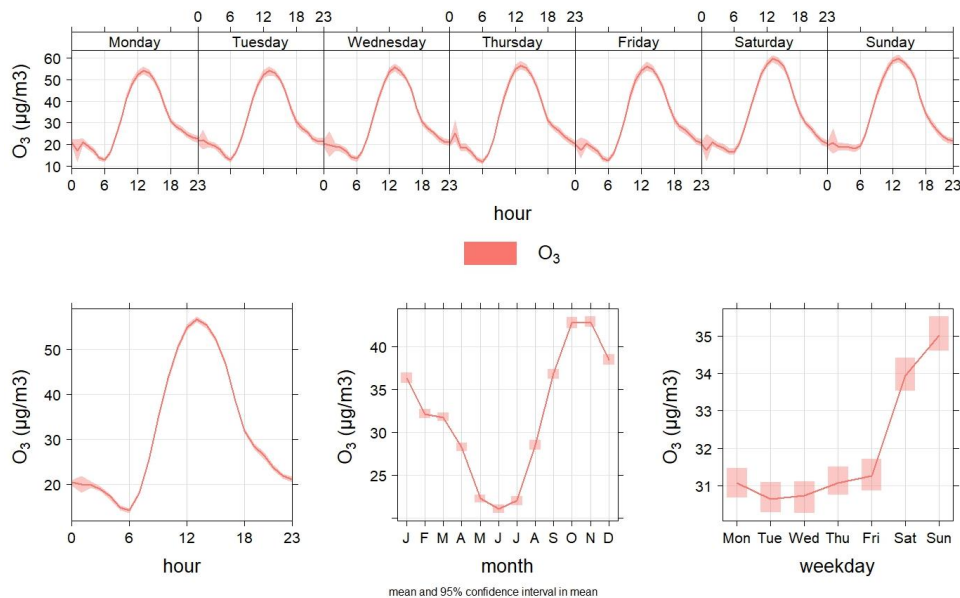 0 6 12 18 23 0 6 12 18 23 0 6 12 18 23
Monday Tuesday Wednesday Thursday Friday Saturday Sunday
60
50
40
30
20
10
O₃ (µg/m3)
0 6 12 18 23 0 6 12 18 23 0 6 12 18 23 0 6 12 18 23
hour
O₃
50
40
30
20
O₃ (µg/m3)
0 6 12 18 23
hour
40
35
30
25
O₃ (µg/m3)
J F M A M J J A S O N D
month
35
34
33
32
31
O₃ (µg/m3)
Mon Tue Wed Thu Fri Sat Sun
weekday
mean and 95% confidence interval in mean